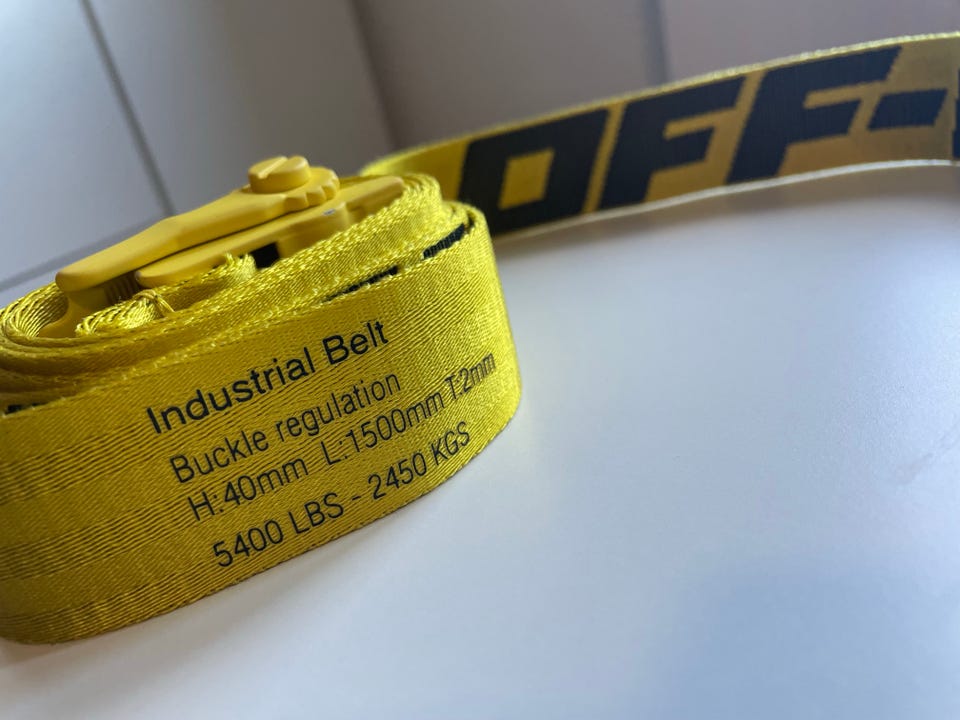 OFF-
Industrial Belt
Buckle regulation
H:40mm L:1500mm T:2mm
5400 LBS - 2450 KGS